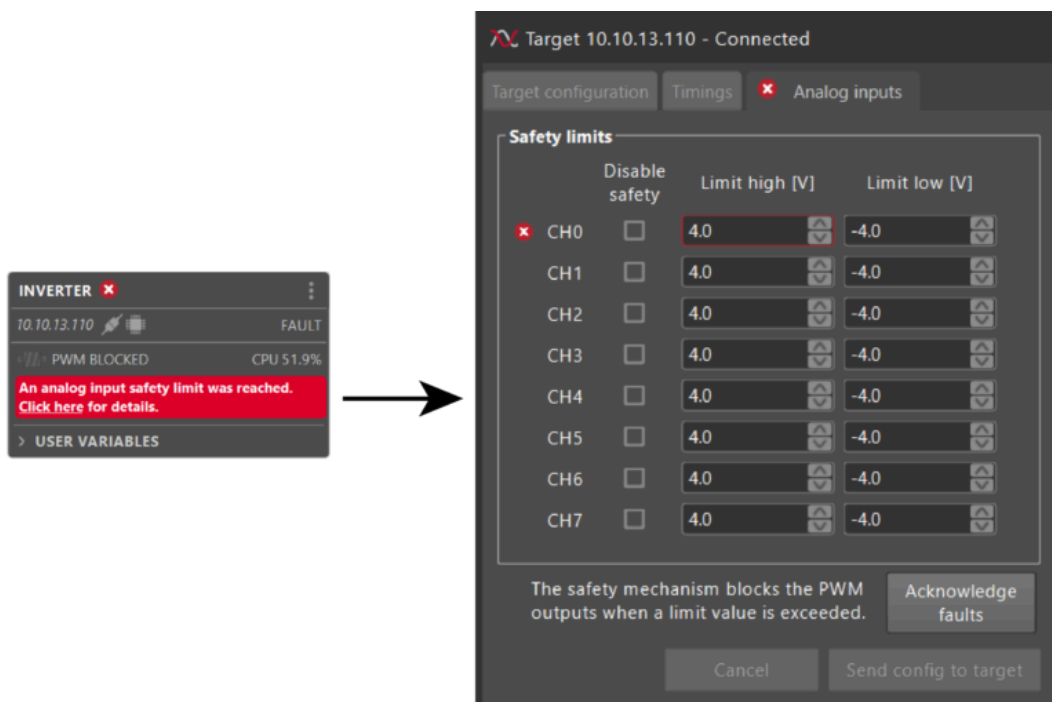 INVERTER
10.10.13.110 FAULT
PWM BLOCKED CPU 51.9%
An analog input safety limit was reached.
Click here for details.
> USER VARIABLES
Target 10.10.13.110 - Connected
Target configuration Timings Analog inputs
Safety limits
Disable
safety Limit high [V] Limit low [V]
CH0 4.0 -4.0
CH1 4.0 -4.0
CH2 4.0 -4.0
CH3 4.0 -4.0
CH4 4.0 -4.0
CH5 4.0 -4.0
CH6 4.0 -4.0
CH7 4.0 -4.0
The safety mechanism blocks the PWM
outputs when a limit value is exceeded.
Acknowledge
faults
Cancel Send config to target